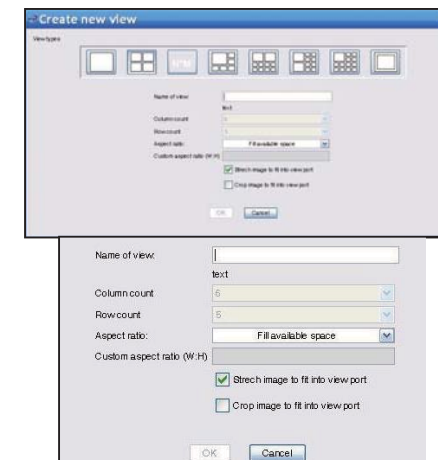 Create new view
View types
Name of view:
text
Column count 6
Row count 5
Aspect ratio: Fill available space
Custom aspect ratio (W:H)
Strech image to fit into view port
Crop image to fit into view port
OK Cancel
Name of view:
text
Column count 6
Row count 5
Aspect ratio: Fill available space
Custom aspect ratio (W:H)
Strech image to fit into view port
Crop image to fit into view port
OK Cancel